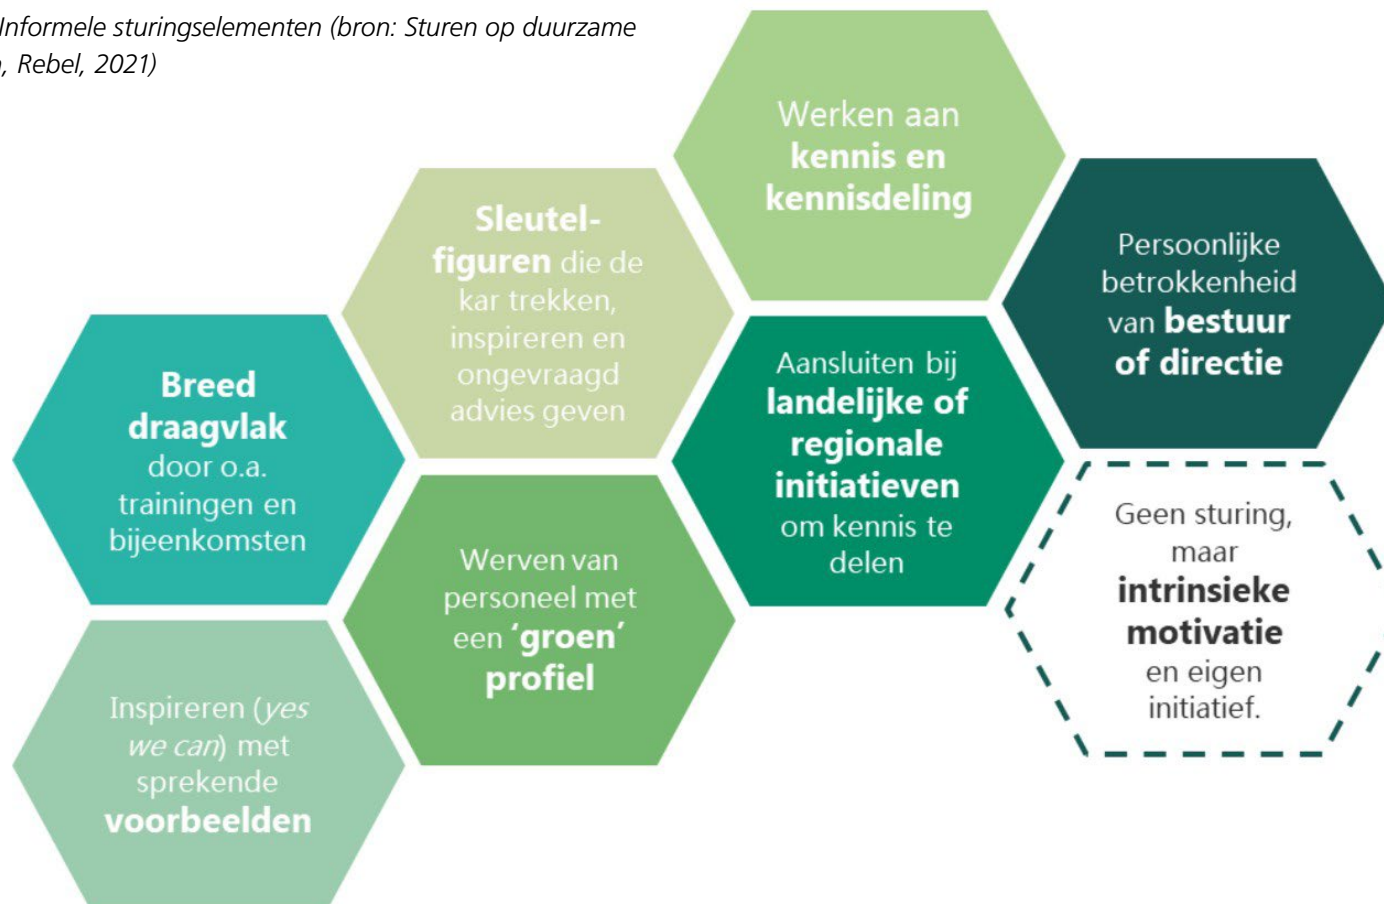 Informele sturingselementen (bron: Sturen op duurzame
, Rebel, 2021)
Werken aan
kennis en
kennisdeling
Sleutel-
figuren die de
kar trekken,
inspireren en
ongevraagd
advies geven
Persoonlijke
betrokkenheid
van bestuur
of directie
Breed
draagvlak
door o.a.
trainingen en
bijeenkomsten
Aansluiten bij
landelijke of
regionale
initiatieven
om kennis te
delen
Werven van
personeel met
een ‘groen’
profiel
Geen sturing,
maar
intrinsieke
motivatie
en eigen
initiatief.
Inspireren (yes
we can) met
sprekende
voorbeelden